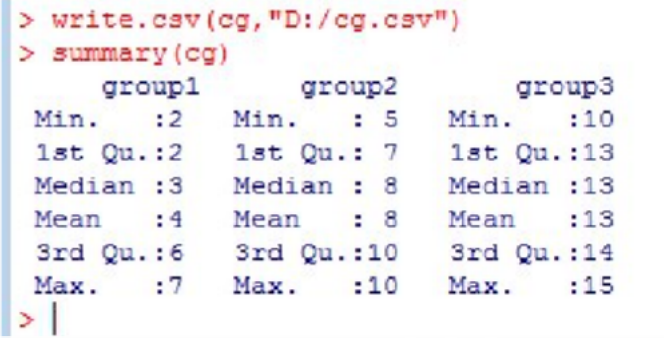 > write.csv(cg,"D:/cg.csv")
> summary(cg)
     group1         group2         group3
 Min.   :2   Min.   : 5   Min.   :10
 1st Qu.:2   1st Qu.: 7   1st Qu.:13
 Median :3   Median : 8   Median :13
 Mean   :4   Mean   : 8   Mean   :13
 3rd Qu.:6   3rd Qu.:10   3rd Qu.:14
 Max.   :7   Max.   :10   Max.   :15
>